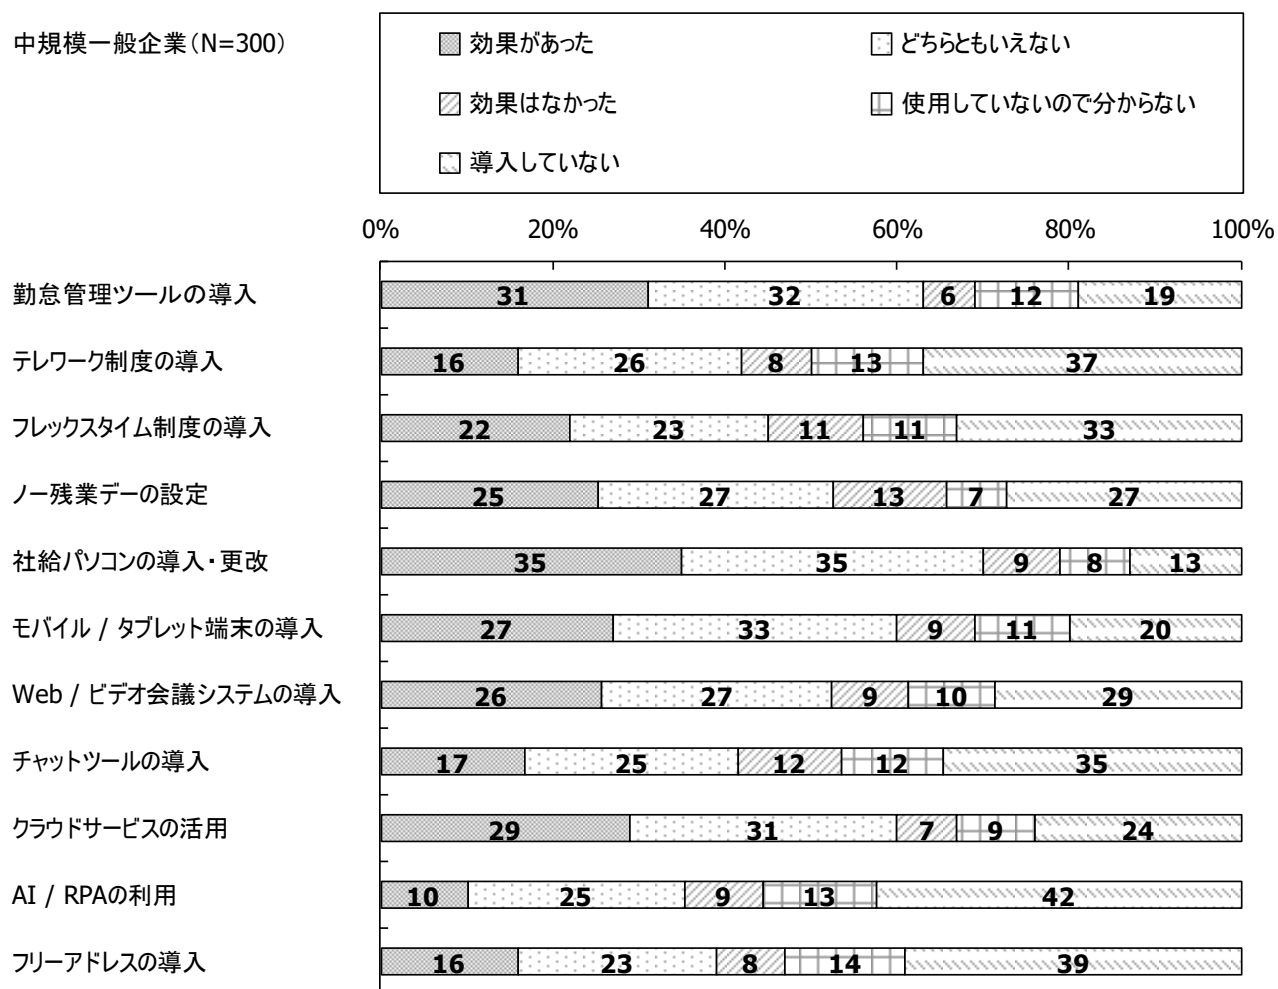 中規模一般企業(N=300)
効果があった
どちらともいえない
効果はなかった
使用していないので分からない
導入していない
0% 20% 40% 60% 80% 100%
勤怠管理ツールの導入 31 32 6 12 19
テレワーク制度の導入 16 26 8 13 37
フレックスタイム制度の導入 22 23 11 11 33
ノー残業デーの設定 25 27 13 7 27
社給パソコンの導入・更改 35 35 9 8 13
モバイル / タブレット端末の導入 27 33 9 11 20
Web / ビデオ会議システムの導入 26 27 9 10 29
チャットツールの導入 17 25 12 12 35
クラウドサービスの活用 29 31 7 9 24
AI / RPAの利用 10 25 9 13 42
フリーアドレスの導入 16 23 8 14 39